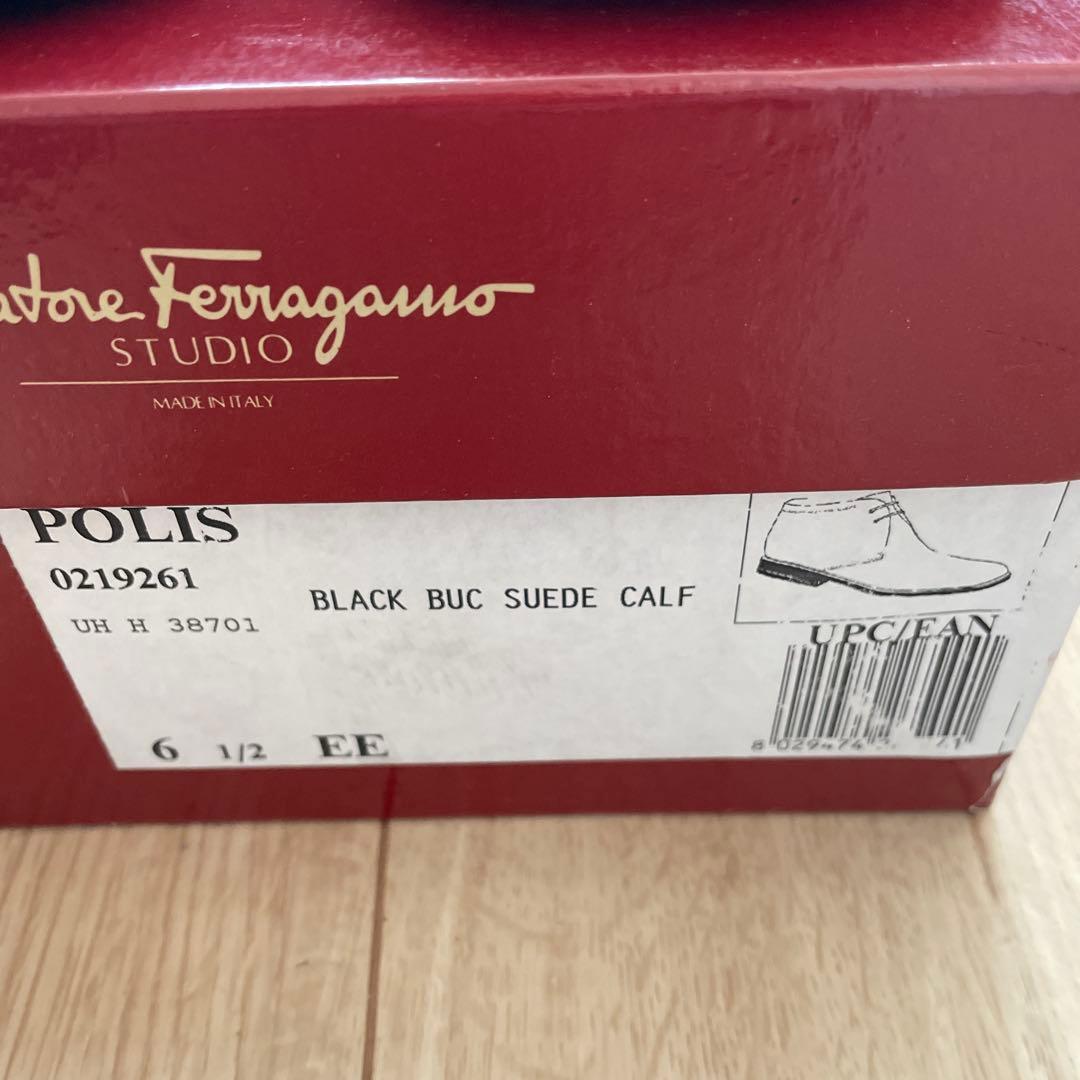 Ferragamo
STUDIO
MADE IN ITALY
POLIS
0219261
UH H 38701
BLACK BUC SUEDE CALF
UPC/EAN
6 1/2 EE